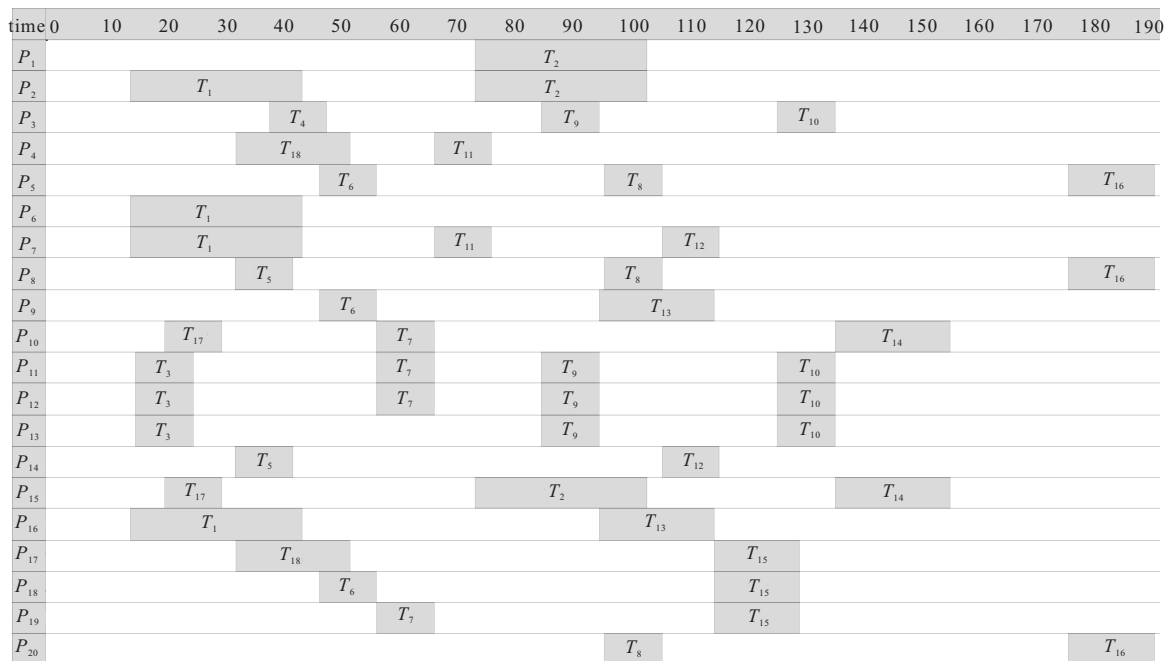 time 0 10 20 30 40 50 60 70 80 90 100 110 120 130 140 150 160 170 180 190
P1 T2
P2 T1 T2
P3 T4 T9 T10
P4 T18 T11
P5 T6 T8 T16
P6 T1
P7 T1 T11 T12
P8 T5 T8 T16
P9 T6 T13
P10 T17 T7 T14
P11 T3 T7 T9 T10
P12 T3 T7 T9 T10
P13 T3 T9 T10
P14 T5 T12
P15 T17 T2 T14
P16 T1 T13
P17 T18 T15
P18 T6 T15
P19 T7 T15
P20 T8 T16